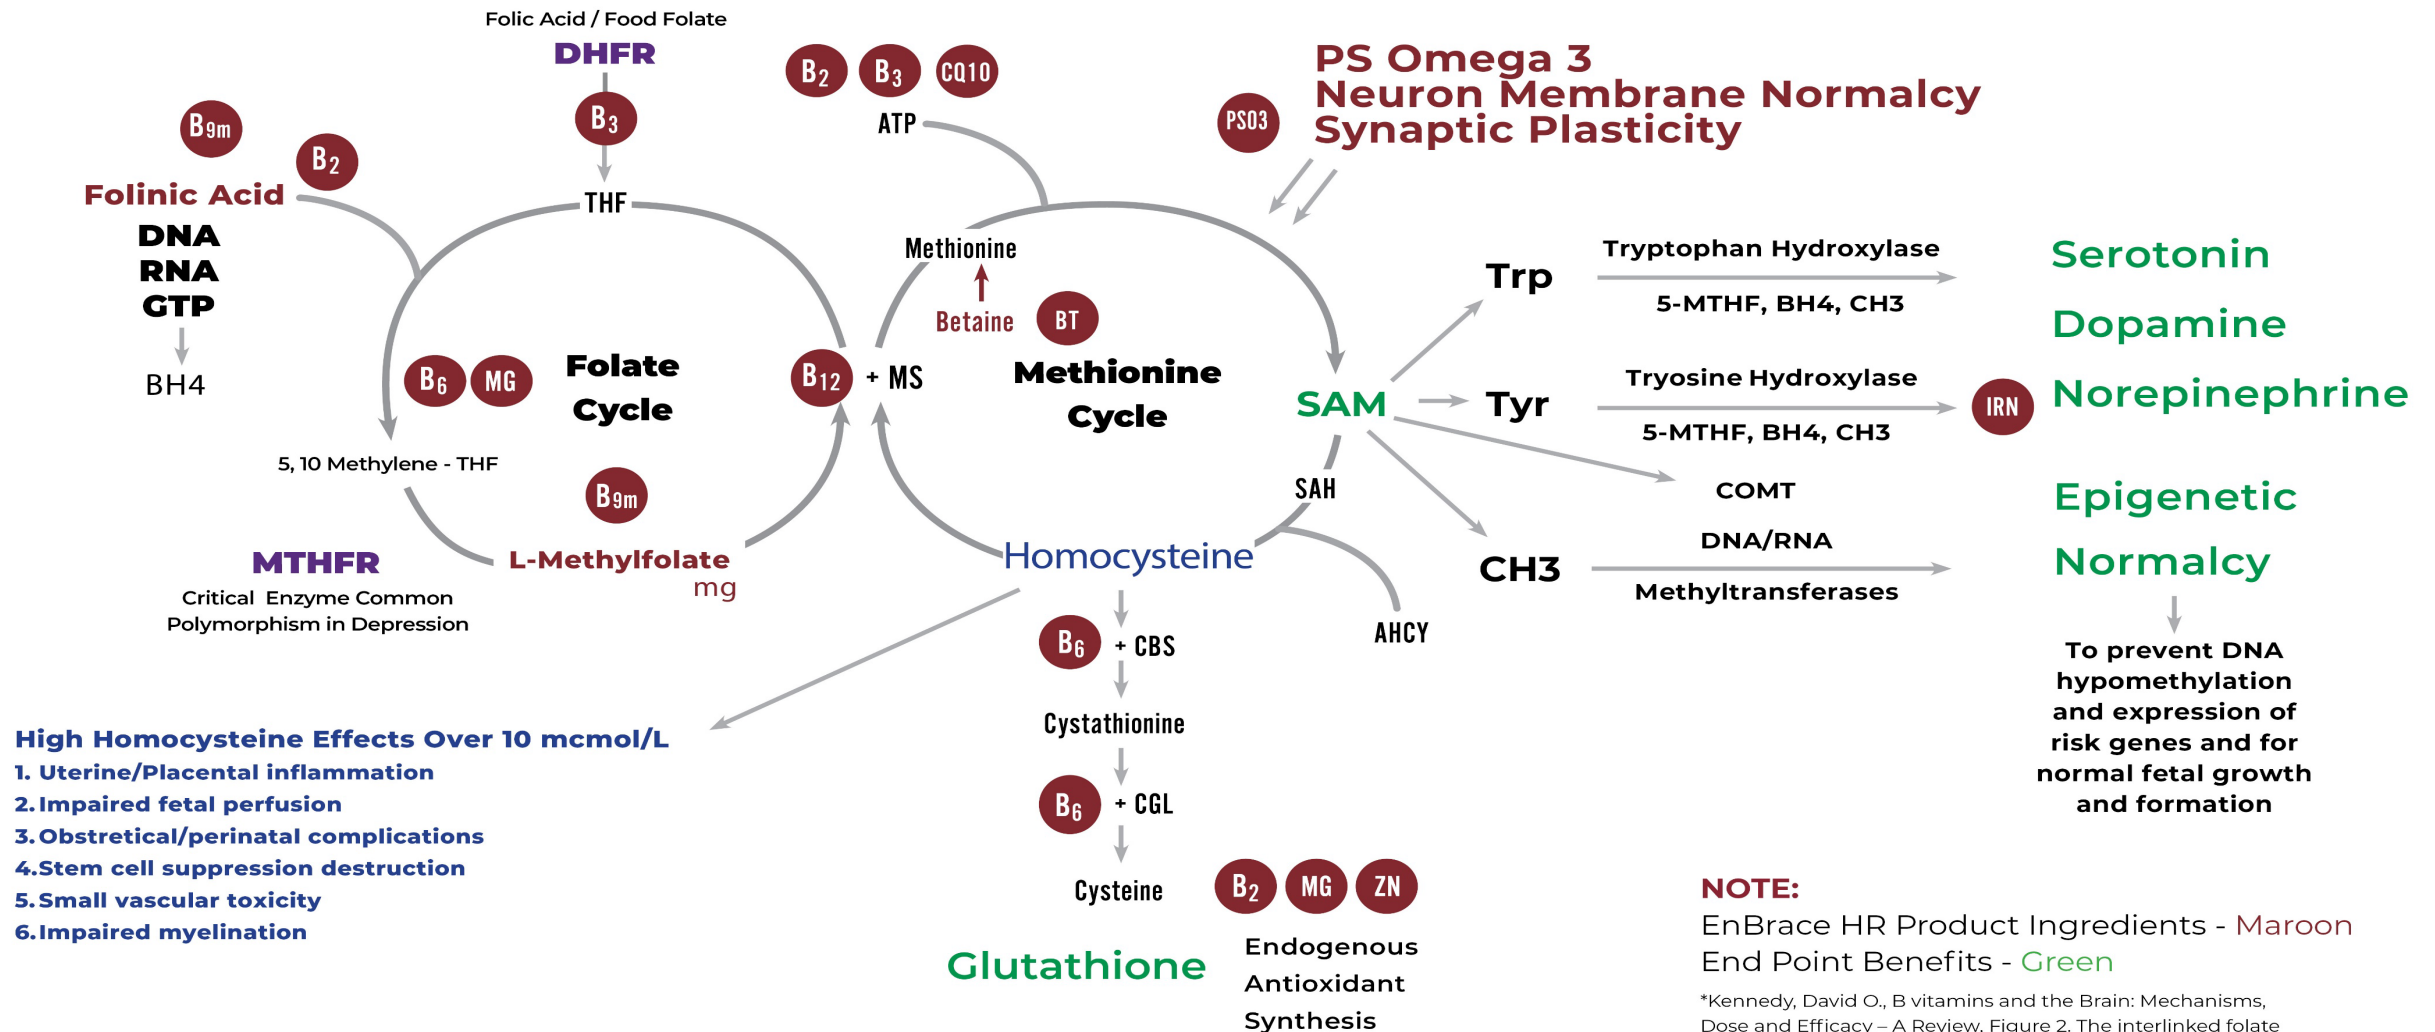 Folic Acid / Food Folate
DHFR
B3
THF
B9m
B2
Folinic Acid
DNA
RNA
GTP
BH4
B6
MG
Folate
Cycle
5, 10 Methylene - THF
B9m
L-Methylfolate
mg
MTHFR
Critical Enzyme Common
Polymorphism in Depression
B2
B3
CQ10
ATP
Methionine
Betaine
BT
B12
+ MS
Methionine
Cycle
PSO3
PS Omega 3
Neuron Membrane Normalcy
Synaptic Plasticity
SAM
SAH
Homocysteine
AHCY
B6
+ CBS
Cystathionine
B6
+ CGL
Cysteine
B2
MG
ZN
Glutathione
Endogenous
Antioxidant
Synthesis
Trp
Tryptophan Hydroxylase
5-MTHF, BH4, CH3
Serotonin
Dopamine
Tyr
Tryosine Hydroxylase
5-MTHF, BH4, CH3
IRN
Norepinephrine
COMT
CH3
DNA/RNA
Methyltransferases
Epigenetic
Normalcy
To prevent DNA
hypomethylation
and expression of
risk genes and for
normal fetal growth
and formation
High Homocysteine Effects Over 10 mcmol/L
1. Uterine/Placental inflammation
2. Impaired fetal perfusion
3. Obstretical/perinatal complications
4. Stem cell suppression destruction
5. Small vascular toxicity
6. Impaired myelination
NOTE:
EnBrace HR Product Ingredients - Maroon
End Point Benefits - Green
*Kennedy, David O., B vitamins and the Brain: Mechanisms,
Dose and Efficacy – A Review, Figure 2. The interlinked folate